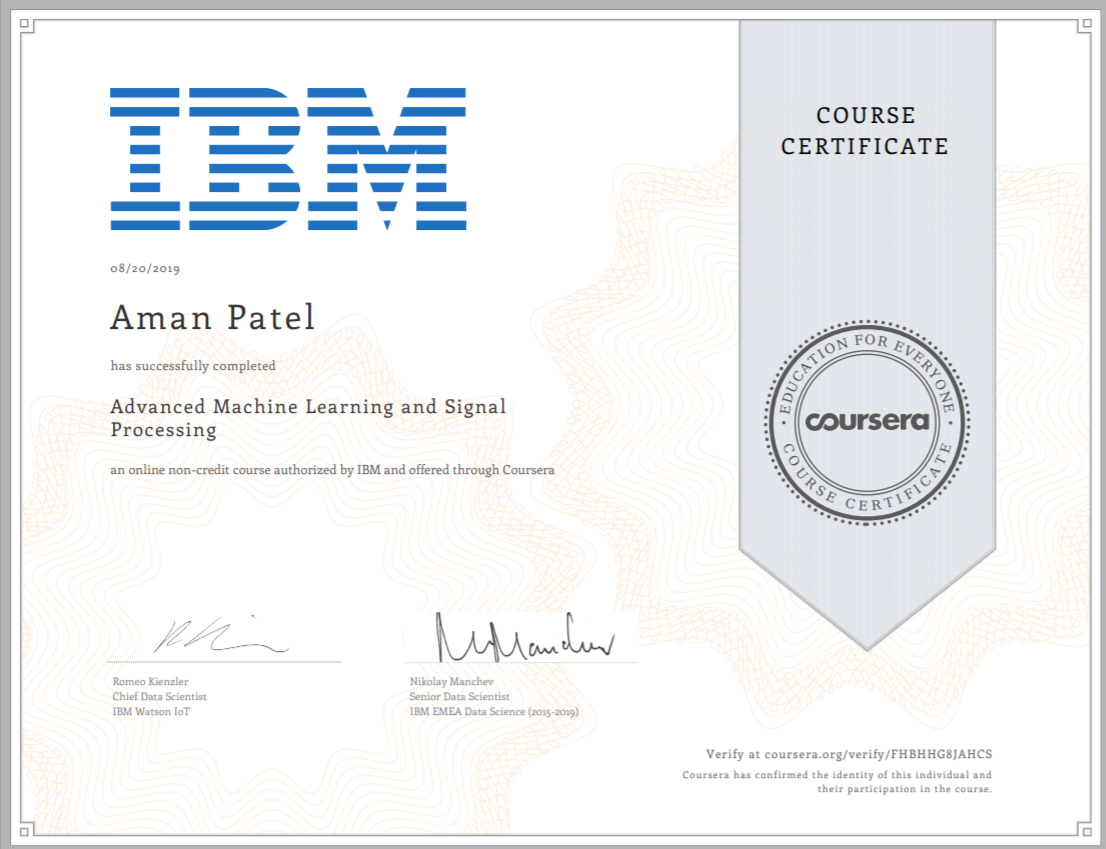 IBM
COURSE
CERTIFICATE
08/20/2019
Aman Patel
has successfully completed
Advanced Machine Learning and Signal
Processing
an online non-credit course authorized by IBM and offered through Coursera
EDUCATION FOR EVERYONE
coursera
COURSE CERTIFICATE
Romeo Kienzler
Chief Data Scientist
IBM Watson IoT
Nikolay Manchev
Senior Data Scientist
IBM EMEA Data Science (2015-2019)
Verify at coursera.org/verify/FHBHHG8JAHCS
Coursera has confirmed the identity of this individual and
their participation in the course.